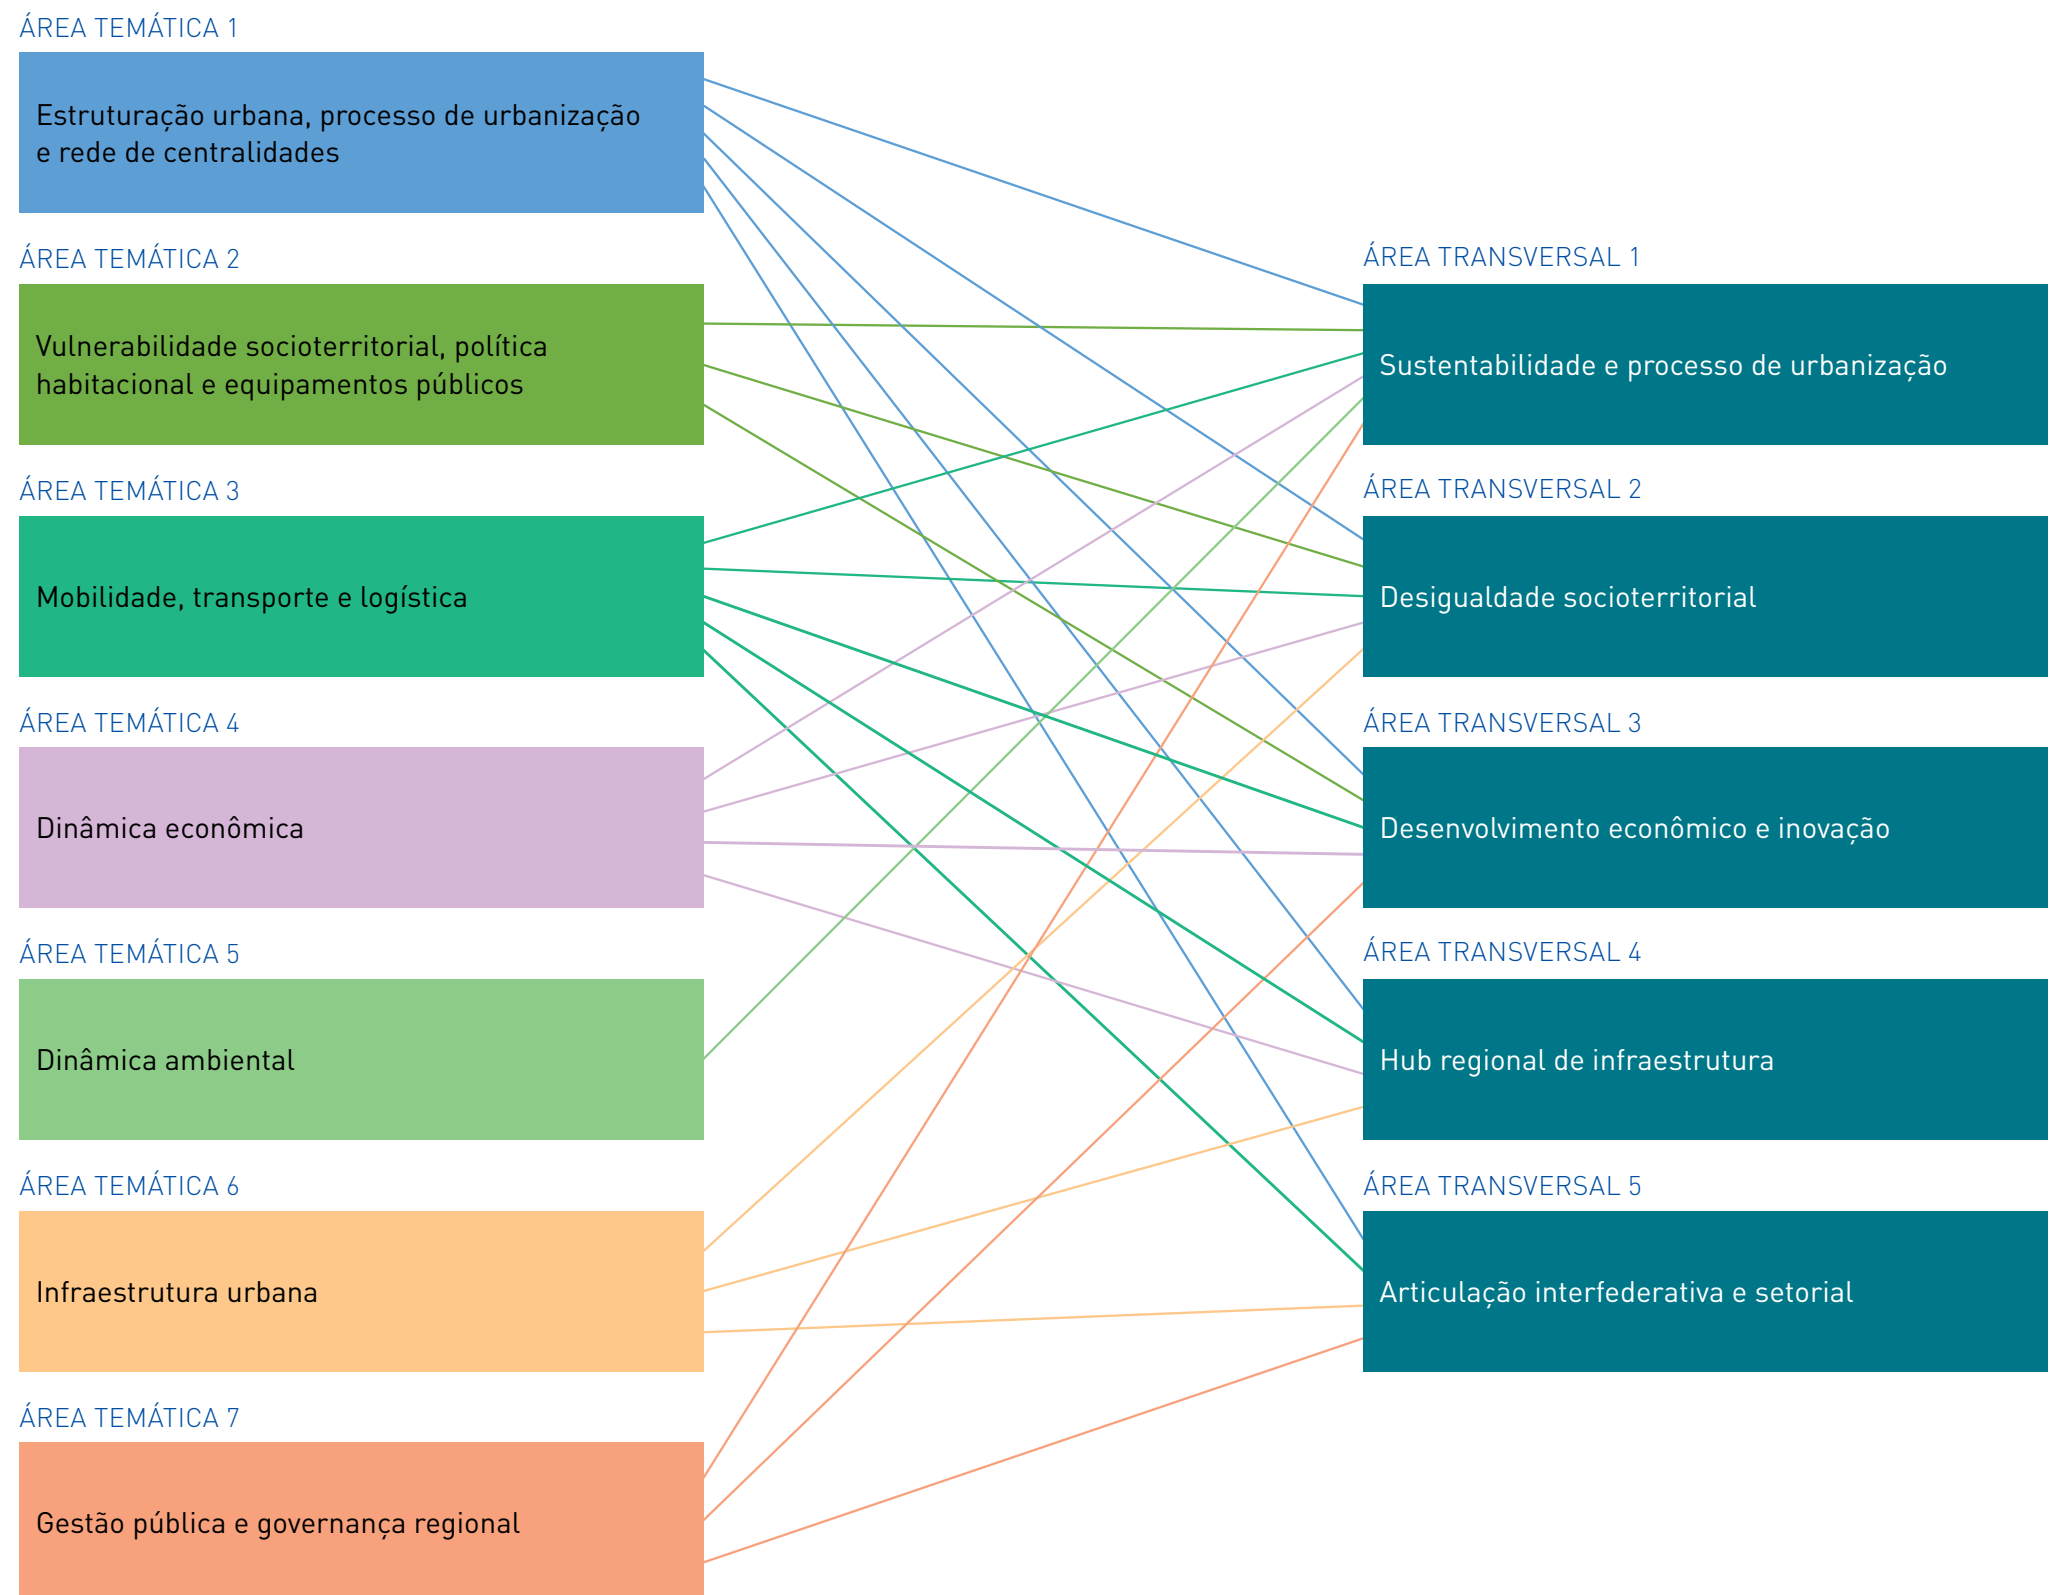 ÁREA TEMÁTICA 1
Estruturação urbana, processo de urbanização
e rede de centralidades
ÁREA TEMÁTICA 2
Vulnerabilidade socioterritorial, política
habitacional e equipamentos públicos
ÁREA TEMÁTICA 3
Mobilidade, transporte e logística
ÁREA TEMÁTICA 4
Dinâmica econômica
ÁREA TEMÁTICA 5
Dinâmica ambiental
ÁREA TEMÁTICA 6
Infraestrutura urbana
ÁREA TEMÁTICA 7
Gestão pública e governança regional
ÁREA TRANSVERSAL 1
Sustentabilidade e processo de urbanização
ÁREA TRANSVERSAL 2
Desigualdade socioterritorial
ÁREA TRANSVERSAL 3
Desenvolvimento econômico e inovação
ÁREA TRANSVERSAL 4
Hub regional de infraestrutura
ÁREA TRANSVERSAL 5
Articulação interfederativa e setorial